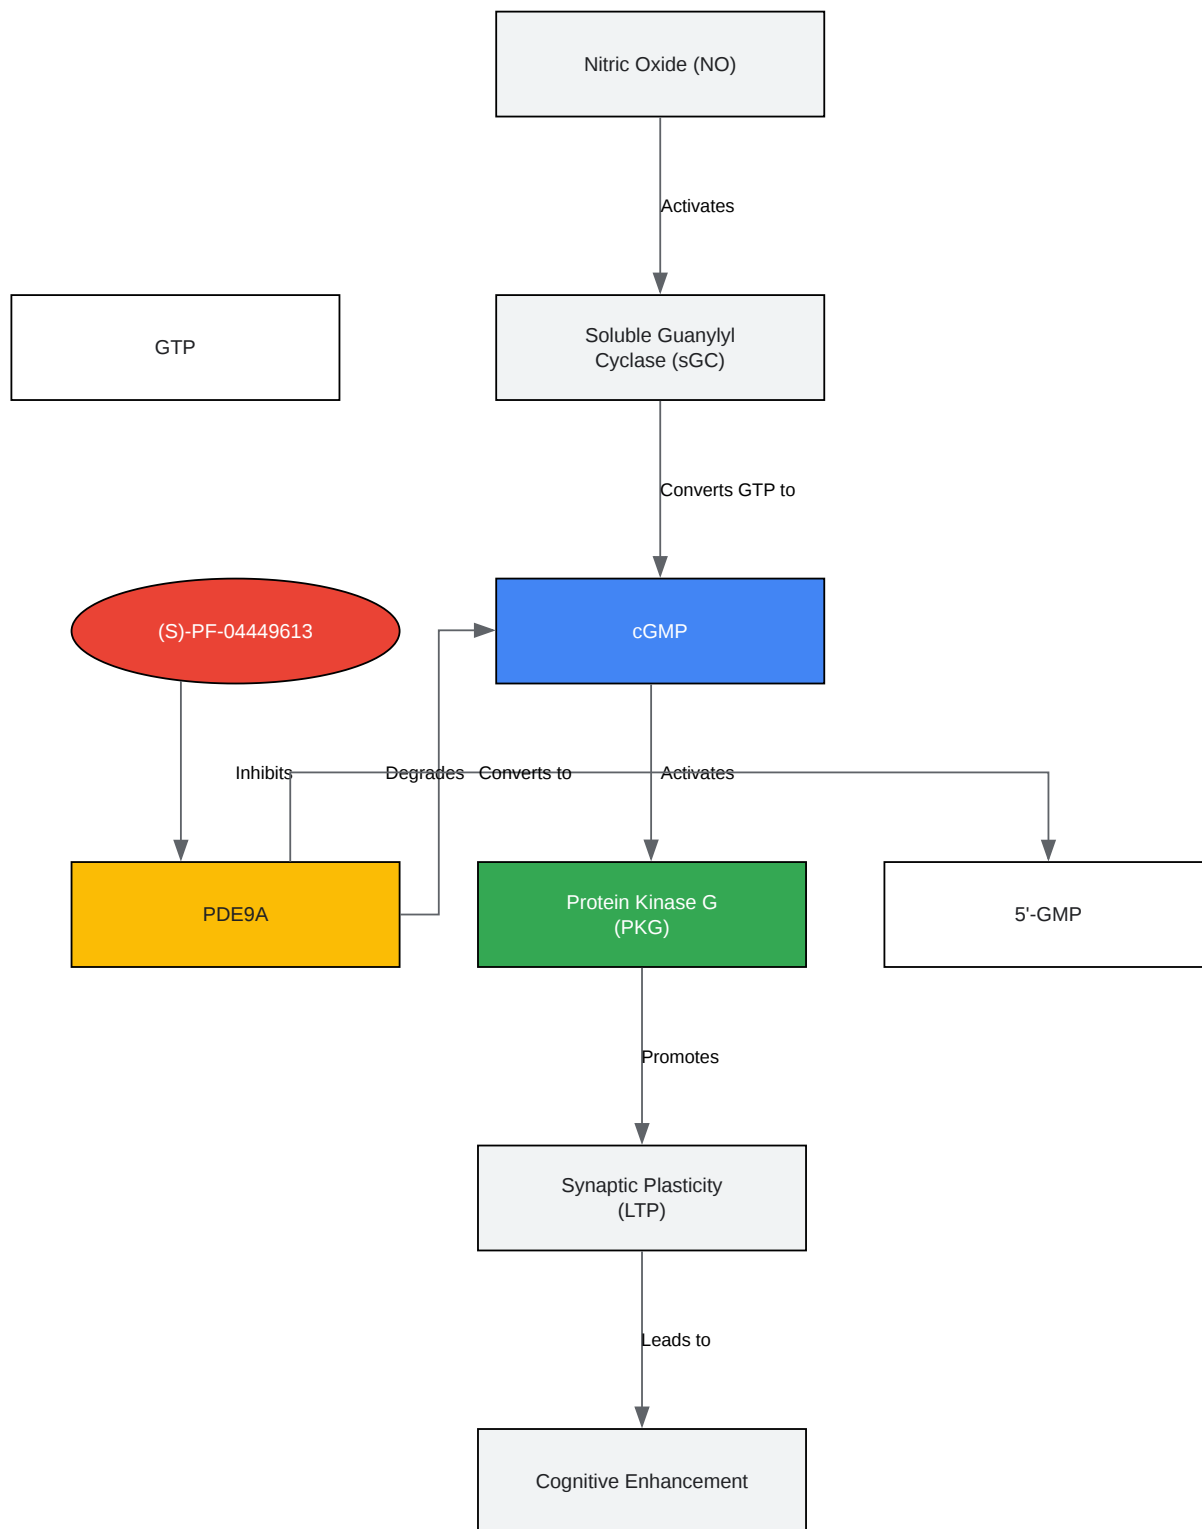 Nitric Oxide (NO)
Activates
GTP
Soluble Guanylyl
Cyclase (sGC)
Converts GTP to
(S)-PF-04449613
cGMP
Inhibits
Degrades
Converts to
Activates
PDE9A
Protein Kinase G
(PKG)
5'-GMP
Promotes
Synaptic Plasticity
(LTP)
Leads to
Cognitive Enhancement